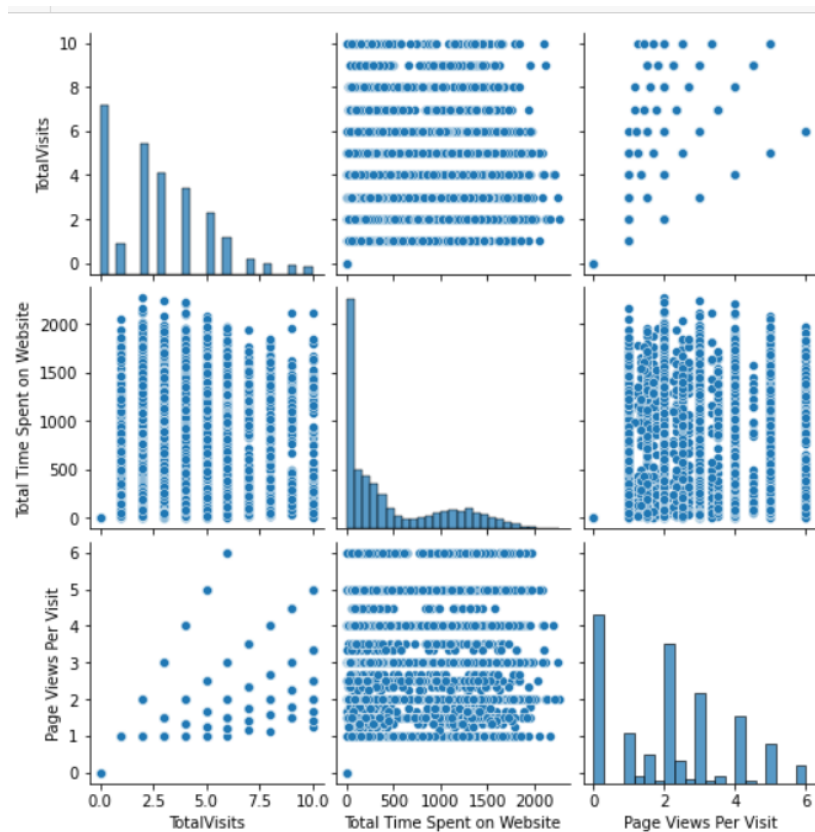 10
8
6
4
2
0
TotalVisits
2000
1500
1000
500
0
Total Time Spent on Website
6
5
4
3
2
1
0
Page Views Per Visit
0.0 2.5 5.0 7.5 10.0
0 500 1000 1500 2000
0 2 4 6
TotalVisits
Total Time Spent on Website
Page Views Per Visit